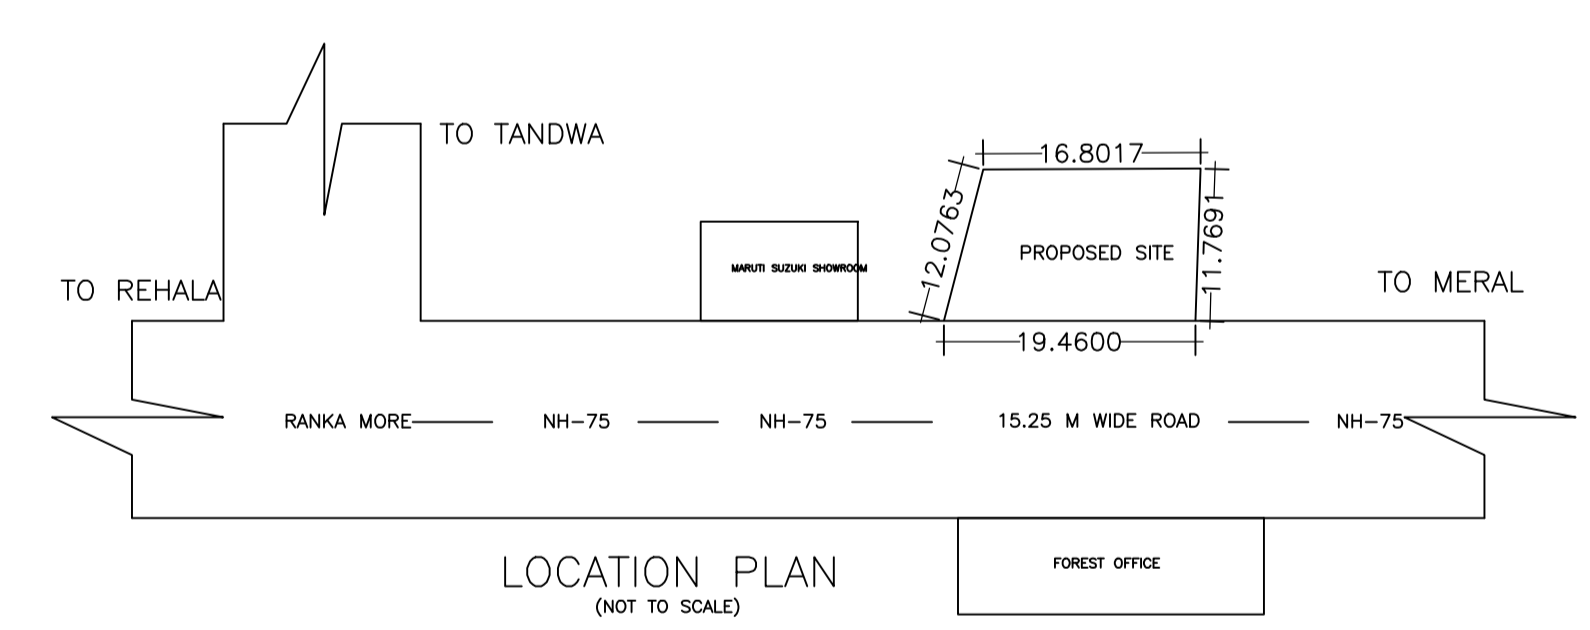 TO TANDWA
16.8017
12.0763
11.7691
PROPOSED SITE
MARUTI SUZUKI SHOWROOM
TO REHALA
TO MERAL
19.4600
RANKA MORE NH-75 NH-75 15.25 M WIDE ROAD NH-75
FOREST OFFICE
LOCATION PLAN
(NOT TO SCALE)